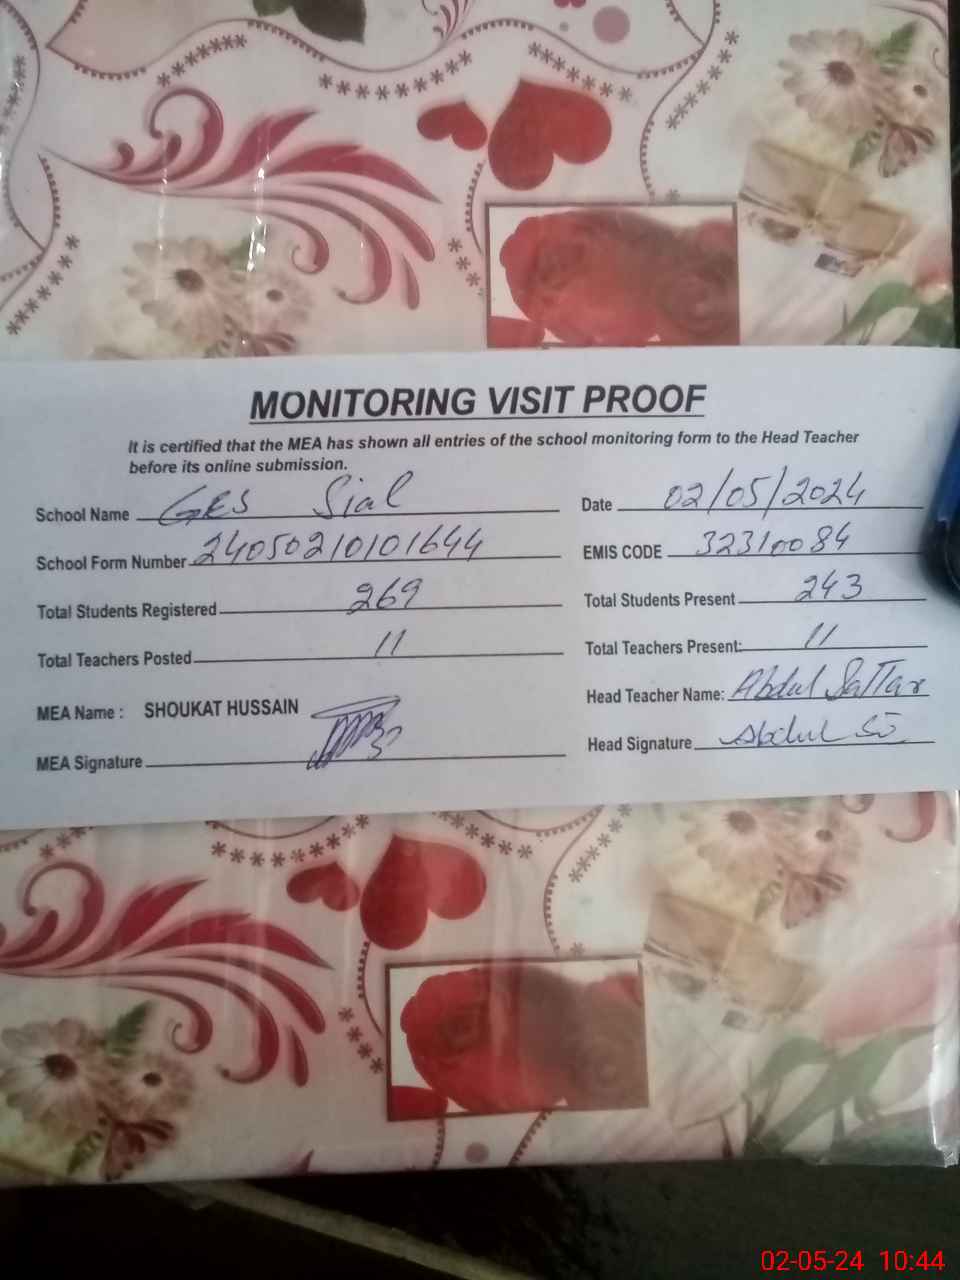 MONITORING VISIT PROOF
It is certified that the MEA has shown all entries of the school monitoring form to the Head Teacher
before its online submission.
School Name GES Sial
Date 02/05/2024
School Form Number 24050210101644
EMIS CODE 32310084
Total Students Registered 269
Total Students Present 243
Total Teachers Posted 11
Total Teachers Present: 11
MEA Name : SHOUKAT HUSSAIN
Head Teacher Name: Abdul Sattar
MEA Signature
Head Signature Abdul
02-05-24 10:44